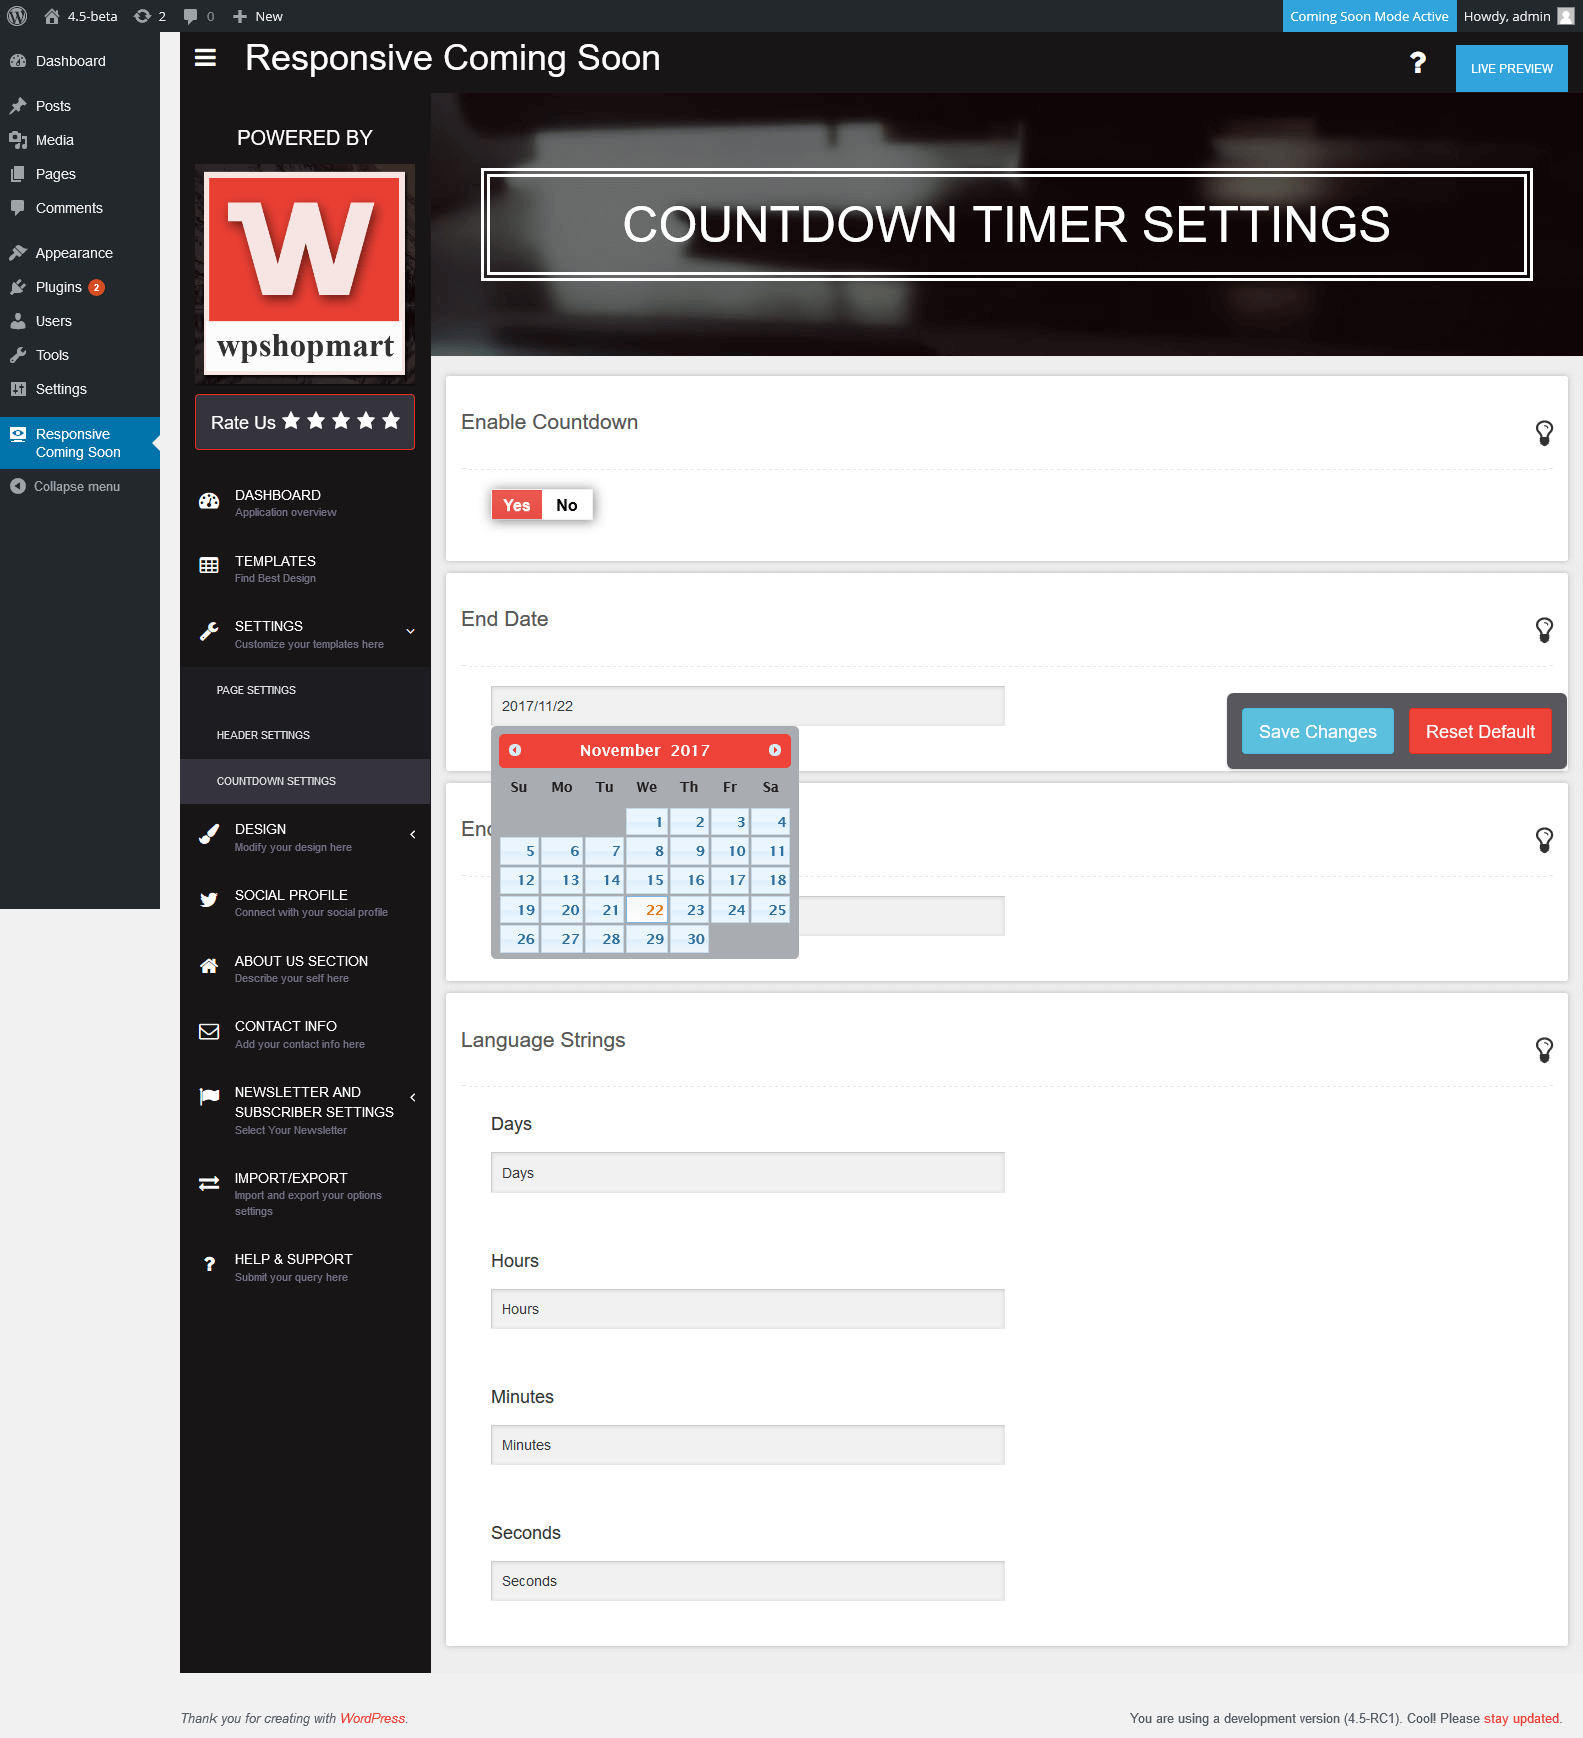 4.5-beta 2 0 New Coming Soon Mode Active Howdy, admin
Dashboard
Posts
Media
Pages
Comments
Appearance
Plugins 2
Users
Tools
Settings
Responsive
Coming Soon
Collapse menu
Responsive Coming Soon ? LIVE PREVIEW
POWERED BY
W
wpshopmart
Rate Us
DASHBOARD
Application overview
TEMPLATES
Find Best Design
SETTINGS
Customize your templates here
PAGE SETTINGS
HEADER SETTINGS
COUNTDOWN SETTINGS
DESIGN
Modify your design here
SOCIAL PROFILE
Connect with your social profile
ABOUT US SECTION
Describe your self here
CONTACT INFO
Add your contact info here
NEWSLETTER AND
SUBSCRIBER SETTINGS
Select Your Newsletter
IMPORT/EXPORT
Import and export your options
settings
? HELP & SUPPORT
Submit your query here
COUNTDOWN TIMER SETTINGS
Enable Countdown
Yes No
End Date
2017/11/22
Save Changes Reset Default
November 2017
Su Mo Tu We Th Fr Sa
1 2 3 4
5 6 7 8 9 10 11
12 13 14 15 16 17 18
19 20 21 22 23 24 25
26 27 28 29 30
Language Strings
Days
Days
Hours
Hours
Minutes
Minutes
Seconds
Seconds
Thank you for creating with WordPress.
You are using a development version (4.5-RC1). Cool! Please stay updated.